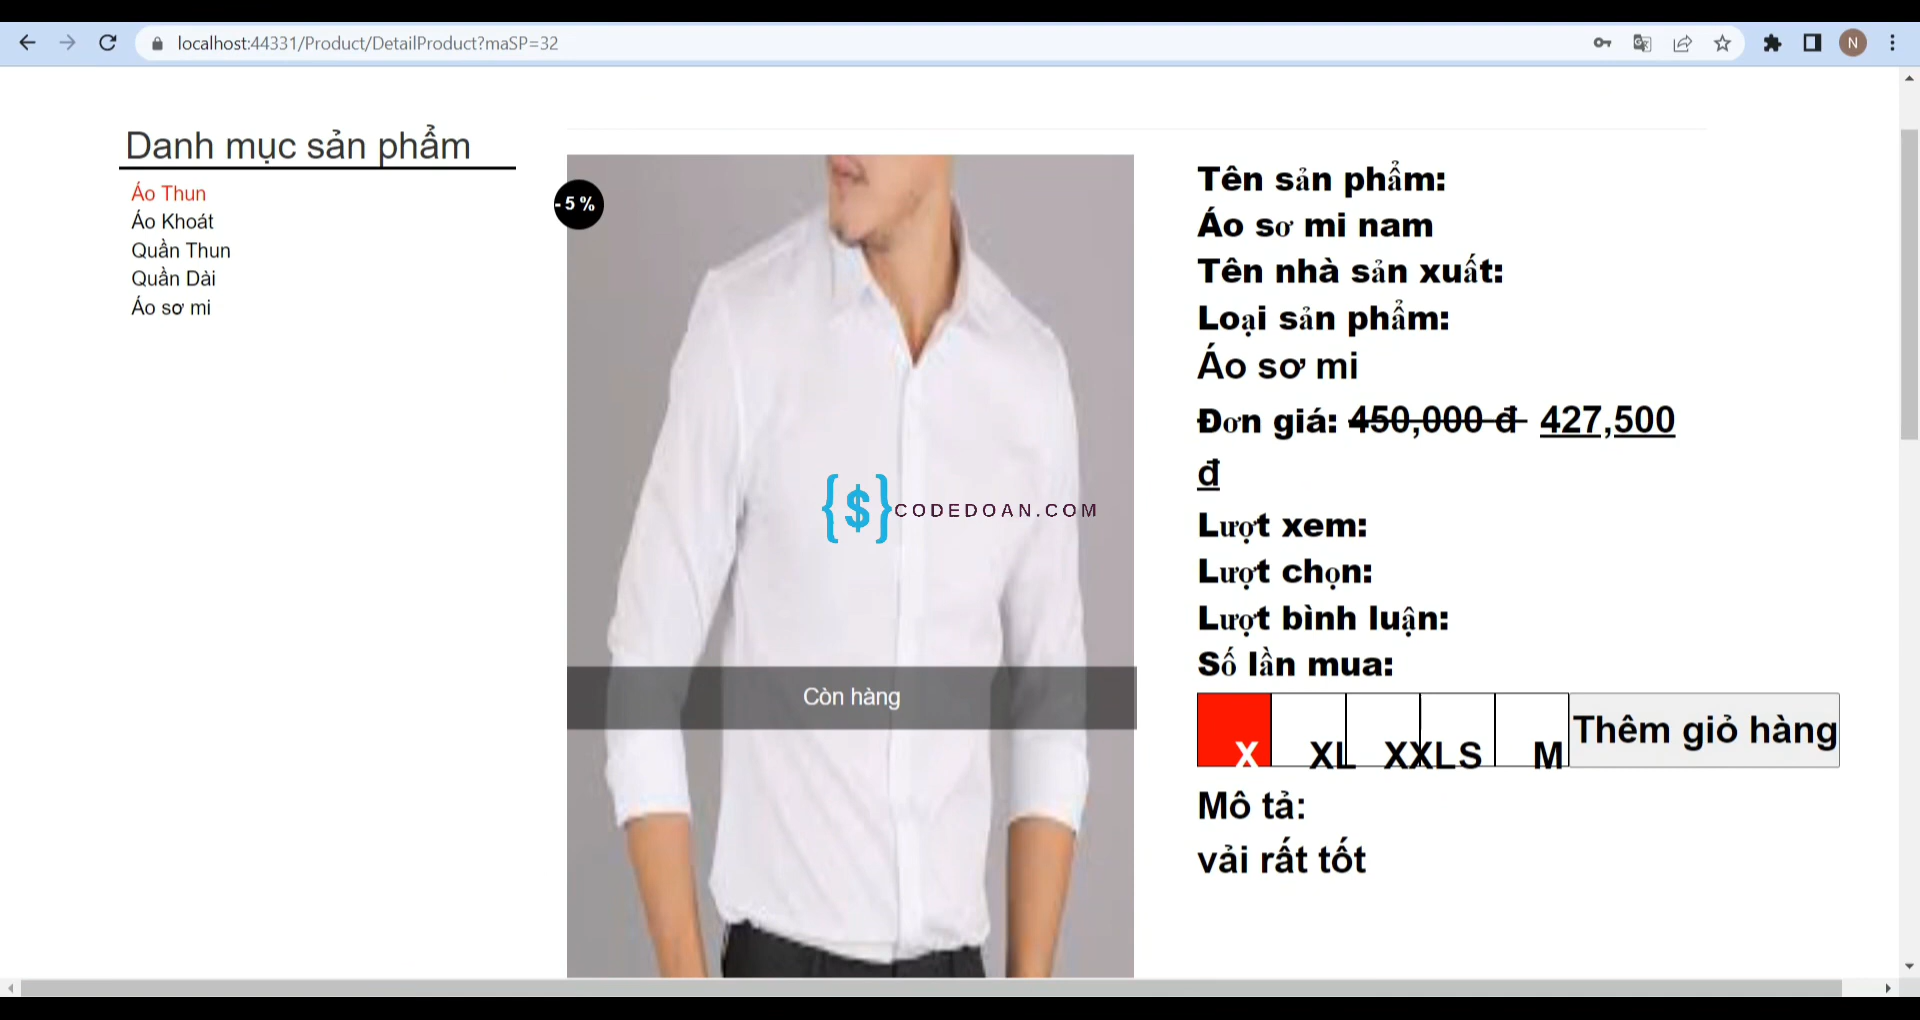 localhost:44331/Product/DetailProduct?maSP=32
N
Danh mục sản phẩm
Áo Thun
Áo Khoát
Quần Thun
Quần Dài
Áo sơ mi
- 5 %
{$}CODEDOAN.COM
Còn hàng
Tên sản phẩm:
Áo sơ mi nam
Tên nhà sản xuất:
Loại sản phẩm:
Áo sơ mi
Đơn giá: 450,000 đ 427,500
đ
Lượt xem:
Lượt chọn:
Lượt bình luận:
Số lần mua:
X XL XXL S M Thêm giỏ hàng
Mô tả:
vải rất tốt